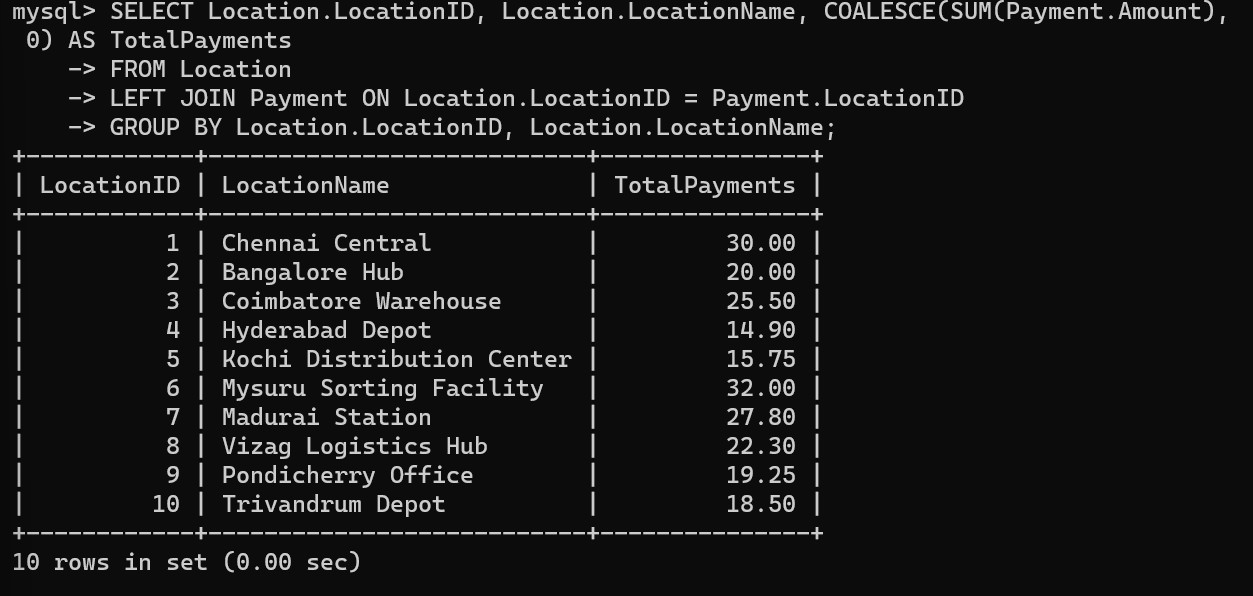 mysql> SELECT Location.LocationID, Location.LocationName, COALESCE(SUM(Payment.Amount),
 0) AS TotalPayments
    -> FROM Location
    -> LEFT JOIN Payment ON Location.LocationID = Payment.LocationID
    -> GROUP BY Location.LocationID, Location.LocationName;
+------------+---------------------------+---------------+
| LocationID | LocationName              | TotalPayments |
+------------+---------------------------+---------------+
|          1 | Chennai Central           |         30.00 |
|          2 | Bangalore Hub             |         20.00 |
|          3 | Coimbatore Warehouse      |         25.50 |
|          4 | Hyderabad Depot           |         14.90 |
|          5 | Kochi Distribution Center |         15.75 |
|          6 | Mysuru Sorting Facility   |         32.00 |
|          7 | Madurai Station           |         27.80 |
|          8 | Vizag Logistics Hub       |         22.30 |
|          9 | Pondicherry Office        |         19.25 |
|         10 | Trivandrum Depot          |         18.50 |
+------------+---------------------------+---------------+
10 rows in set (0.00 sec)